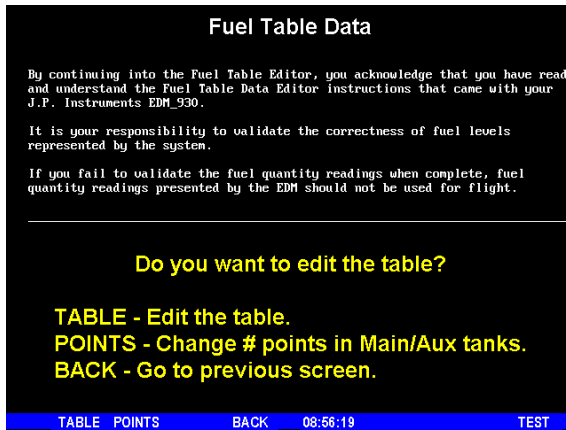 Fuel Table Data
By continuing into the Fuel Table Editor, you acknowledge that you have read
and understand the Fuel Table Data Editor instructions that came with your
J.P. Instruments EDM_930.
It is your responsibility to validate the correctness of fuel levels
represented by the system.
If you fail to validate the fuel quantity readings when complete, fuel
quantity readings presented by the EDM should not be used for flight.
Do you want to edit the table?
TABLE - Edit the table.
POINTS - Change # points in Main/Aux tanks.
BACK - Go to previous screen.
TABLE POINTS BACK 08:56:19 TEST